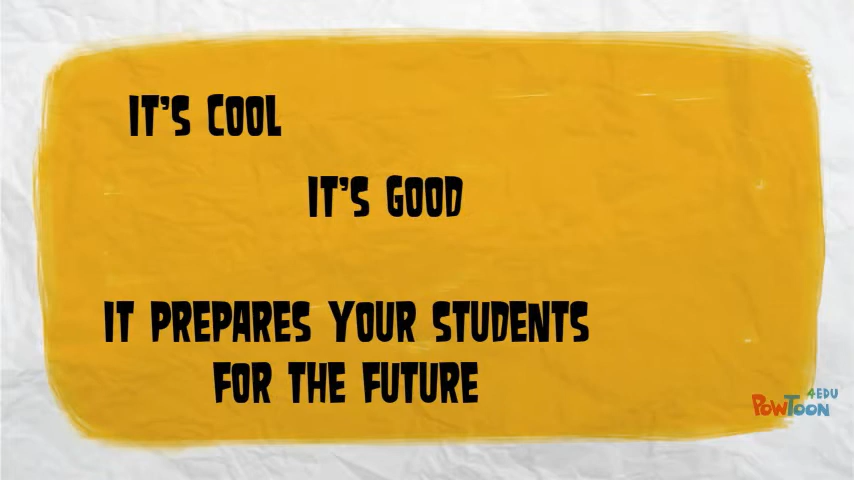 IT'S COOL
IT'S GOOD
IT PREPARES YOUR STUDENTS
FOR THE FUTURE
4EDU
POWTOON